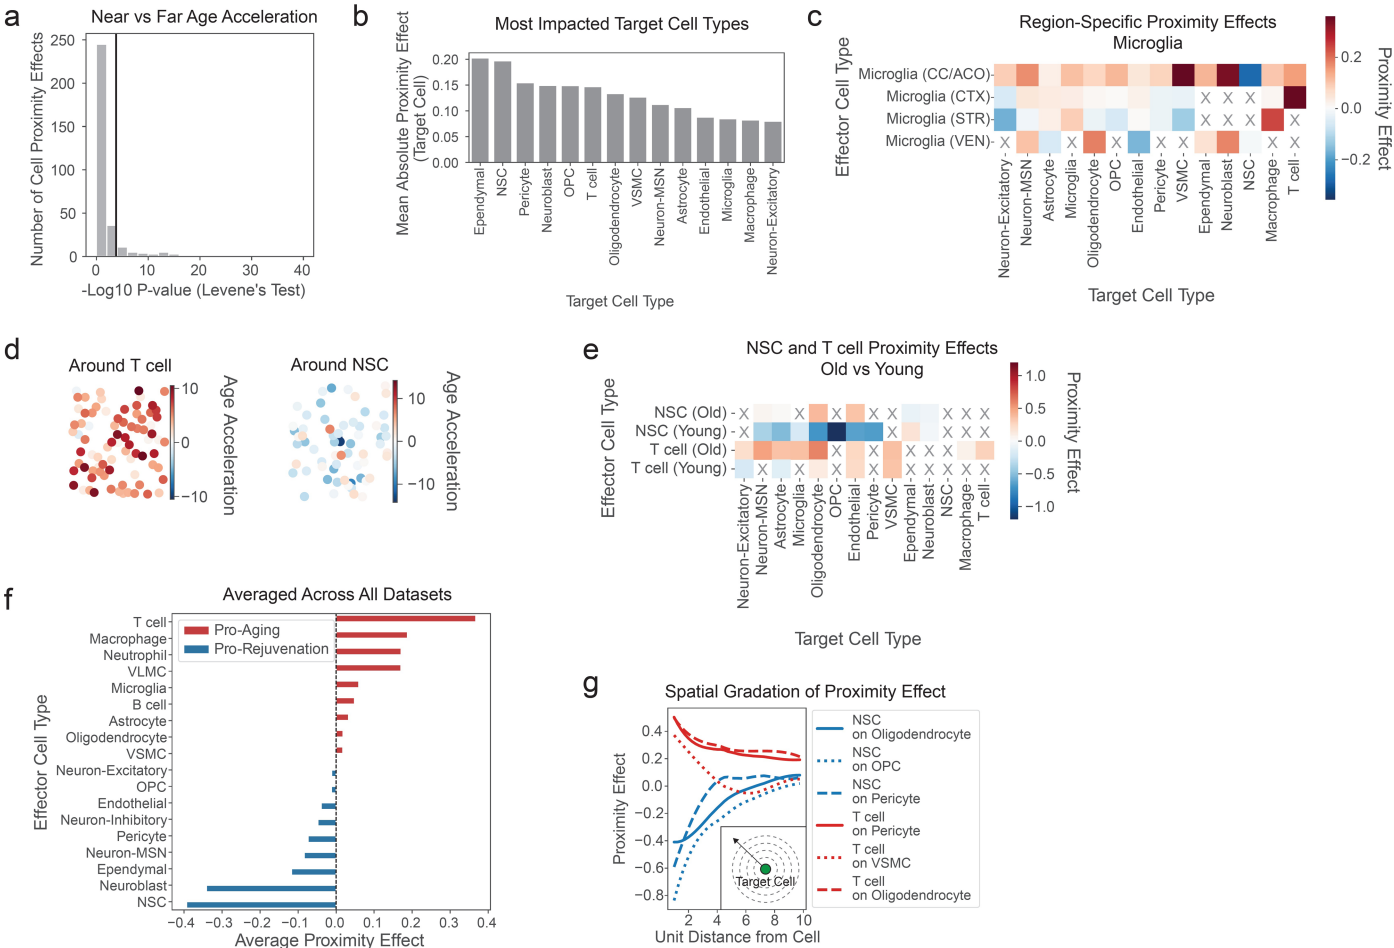 a
Near vs Far Age Acceleration
Number of Cell Proximity Effects
250
200
150
100
50
0
0 10 20 30 40
-Log10 P-value (Levene's Test)
b
Most Impacted Target Cell Types
Mean Absolute Proximity Effect
(Target Cell)
0.20
0.15
0.10
0.05
0.00
Ependymal
NSC
Pericyte
Neuroblast
OPC
T cell
Oligodendrocyte
VSMC
Neuron-MSN
Astrocyte
Endothelial
Microglia
Macrophage
Neuron-Excitatory
Target Cell Type
c
Region-Specific Proximity Effects
Microglia
Effector Cell Type
Microglia (CC/ACO)
Microglia (CTX)
X X X
Microglia (STR)
X X X X
Microglia (VEN)
X X X X X X X
Neuron-Excitatory
Neuron-MSN
Astrocyte
Microglia
Oligodendrocyte
OPC
Endothelial
Pericyte
VSMC
Ependymal
Neuroblast
NSC
Macrophage
T cell
Target Cell Type
0.2
0.1
0.0
−0.1
−0.2
Proximity Effect
d
Around T cell
10
0
−10
Age Acceleration
Around NSC
10
0
−10
Age Acceleration
e
NSC and T cell Proximity Effects
Old vs Young
Effector Cell Type
NSC (Old)
X X X X X X X X
NSC (Young)
X X X X X
T cell (Old)
X X X X X
T cell (Young)
X X X X X X X X X
Neuron-Excitatory
Neuron-MSN
Astrocyte
Microglia
Oligodendrocyte
OPC
Endothelial
Pericyte
VSMC
Ependymal
Neuroblast
NSC
Macrophage
T cell
Target Cell Type
1.0
0.5
0.0
−0.5
−1.0
Proximity Effect
f
Averaged Across All Datasets
Effector Cell Type
T cell
Macrophage
Neutrophil
VLMC
Microglia
B cell
Astrocyte
Oligodendrocyte
VSMC
Neuron-Excitatory
OPC
Endothelial
Neuron-Inhibitory
Pericyte
Neuron-MSN
Ependymal
Neuroblast
NSC
Pro-Aging
Pro-Rejuvenation
−0.4 −0.3 −0.2 −0.1 0.0 0.1 0.2 0.3 0.4
Average Proximity Effect
g
Spatial Gradation of Proximity Effect
Proximity Effect
0.4
0.2
0.0
−0.2
−0.4
−0.6
−0.8
2 4 6 8 10
Unit Distance from Cell
Target Cell
NSC
on Oligodendrocyte
NSC
on OPC
NSC
on Pericyte
T cell
on Pericyte
T cell
on VSMC
T cell
on Oligodendrocyte